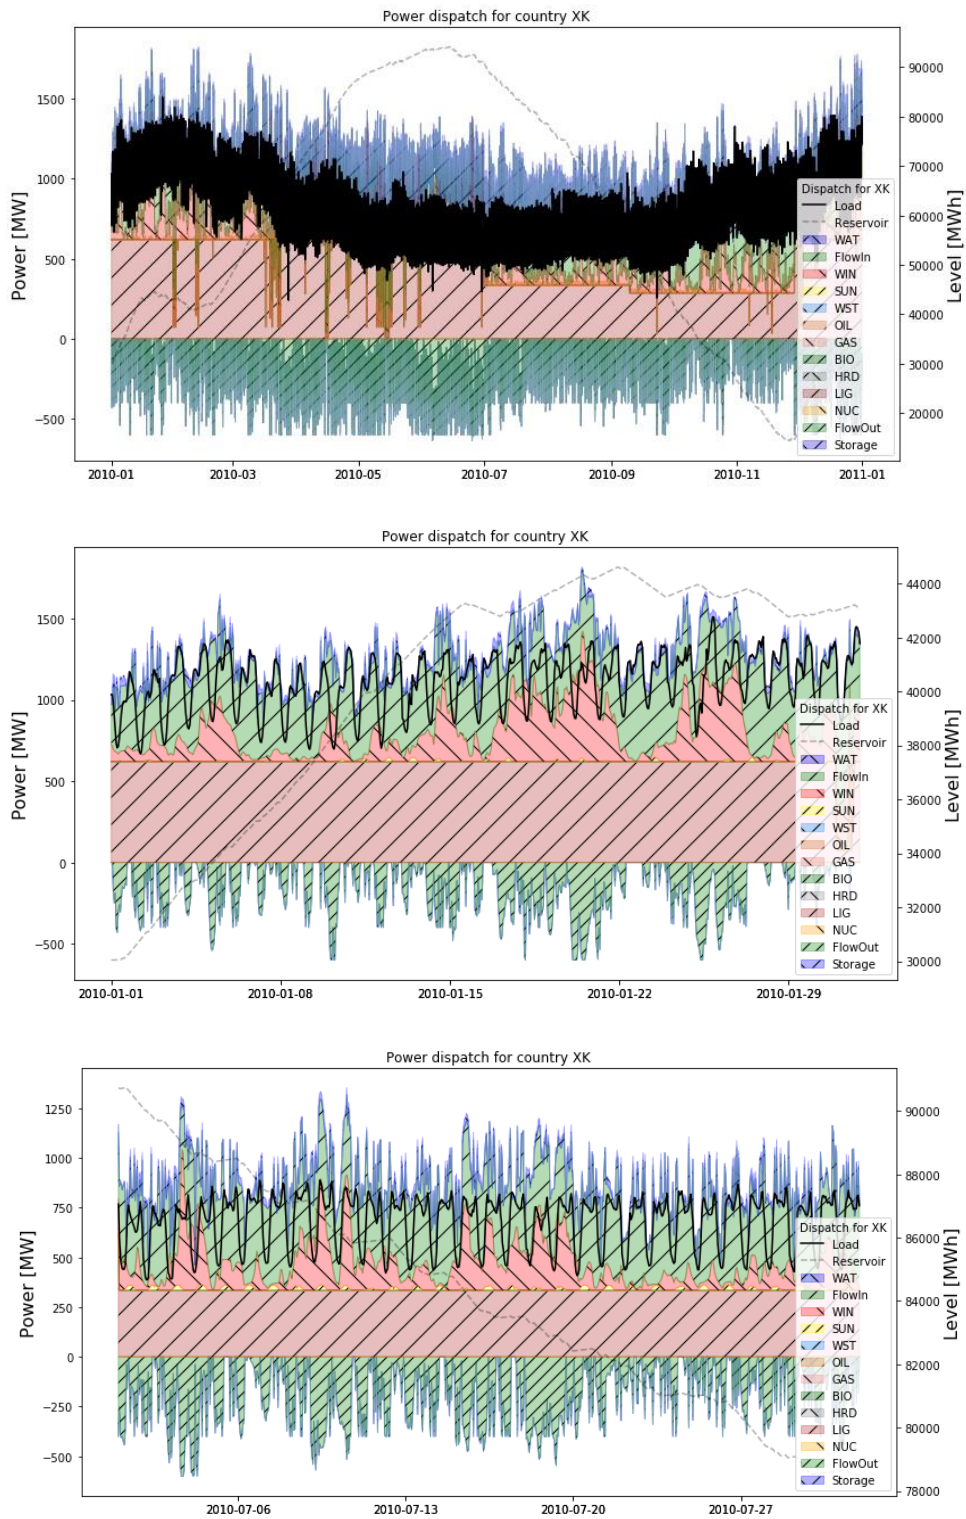 Power dispatch for country XK
Power [MW]
1500
1000
500
0
−500
Level [MWh]
90000
80000
70000
60000
50000
40000
30000
20000
Dispatch for XK
Load
Reservoir
WAT
FlowIn
WIN
SUN
WST
OIL
GAS
BIO
HRD
LIG
NUC
FlowOut
Storage
2010-01 2010-03 2010-05 2010-07 2010-09 2010-11 2011-01
Power dispatch for country XK
Power [MW]
1500
1000
500
0
−500
Level [MWh]
44000
42000
40000
38000
36000
34000
32000
30000
Dispatch for XK
Load
Reservoir
WAT
FlowIn
WIN
SUN
WST
OIL
GAS
BIO
HRD
LIG
NUC
FlowOut
Storage
2010-01-01 2010-01-08 2010-01-15 2010-01-22 2010-01-29
Power dispatch for country XK
Power [MW]
1250
1000
750
500
250
0
−250
−500
Level [MWh]
90000
88000
86000
84000
82000
80000
78000
Dispatch for XK
Load
Reservoir
WAT
FlowIn
WIN
SUN
WST
OIL
GAS
BIO
HRD
LIG
NUC
FlowOut
Storage
2010-07-06 2010-07-13 2010-07-20 2010-07-27